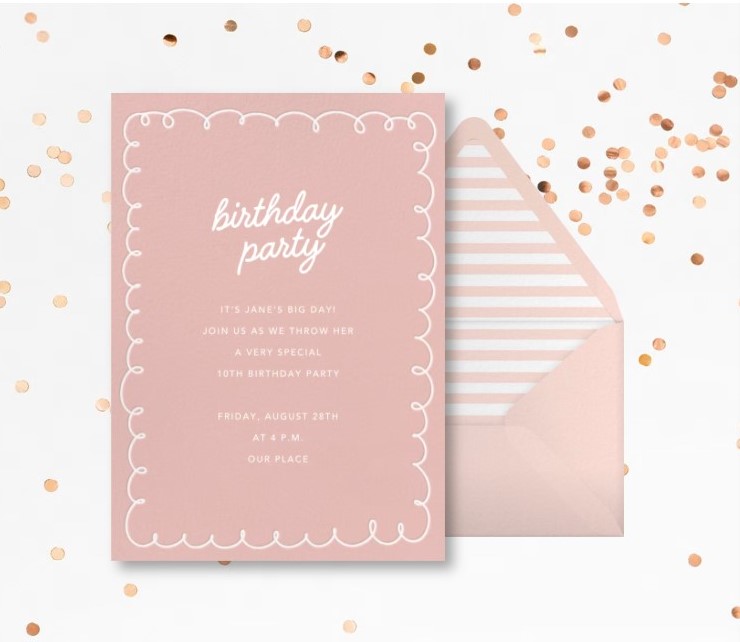 birthday
party
IT'S JANE'S BIG DAY!
JOIN US AS WE THROW HER
A VERY SPECIAL
10TH BIRTHDAY PARTY
FRIDAY, AUGUST 28TH
AT 4 P.M.
OUR PLACE